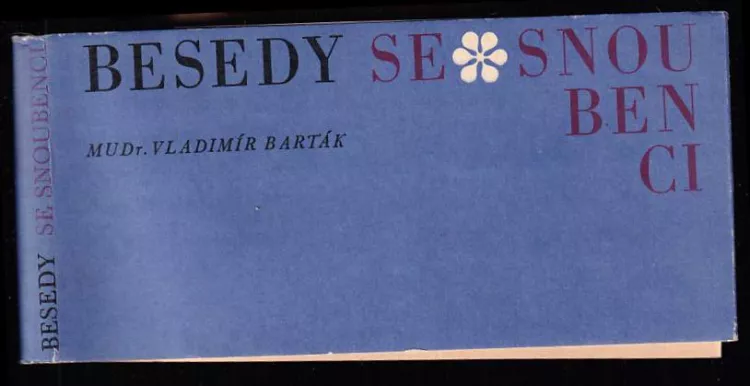 BESEDY SE SNOU
BEN
CI
MUDr. VLADIMÍR BARTÁK
BESEDY SE SNOUBENCI